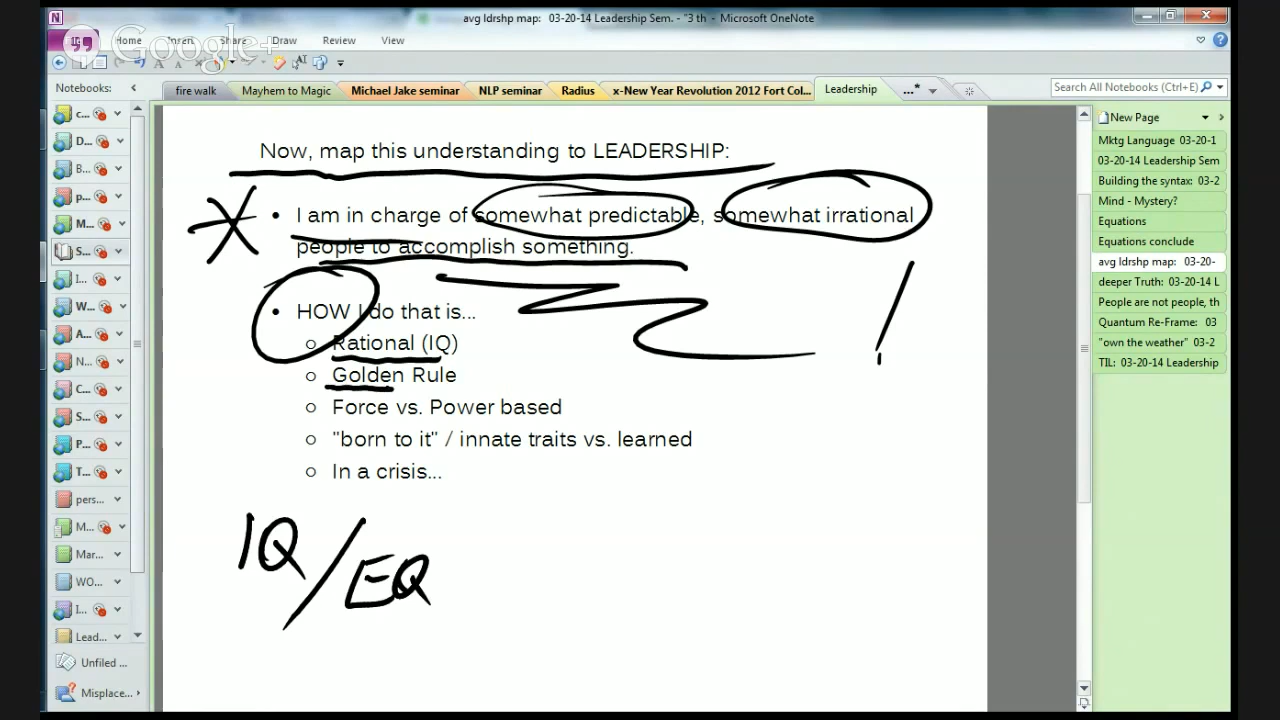 avg ldrshp map: 03-20-14 Leadership Sem. - "3 th - Microsoft OneNote
Google+
Home Insert Share Draw Review View
Notebooks:
fire walk Mayhem to Magic Michael Jake seminar NLP seminar Radius x-New Year Revolution 2012 Fort Col... Leadership ...*
Search All Notebooks (Ctrl+E)
c...
D...
B...
p...
M...
S...
I...
W...
A...
N...
C...
S...
P...
T...
pers...
M...
Mar...
WO...
I...
Lead...
Unfiled ...
Misplace...
Now, map this understanding to LEADERSHIP:
• I am in charge of somewhat predictable, somewhat irrational
people to accomplish something.
• HOW I do that is...
o Rational (IQ)
o Golden Rule
o Force vs. Power based
o "born to it" / innate traits vs. learned
o In a crisis...
!
IQ/EQ
New Page
Mktg Language 03-20-1
03-20-14 Leadership Sem
Building the syntax: 03-2
Mind - Mystery?
Equations
Equations conclude
avg ldrshp map: 03-20-
deeper Truth: 03-20-14 L
People are not people, th
Quantum Re-Frame: 03
"own the weather" 03-2
TIL: 03-20-14 Leadership